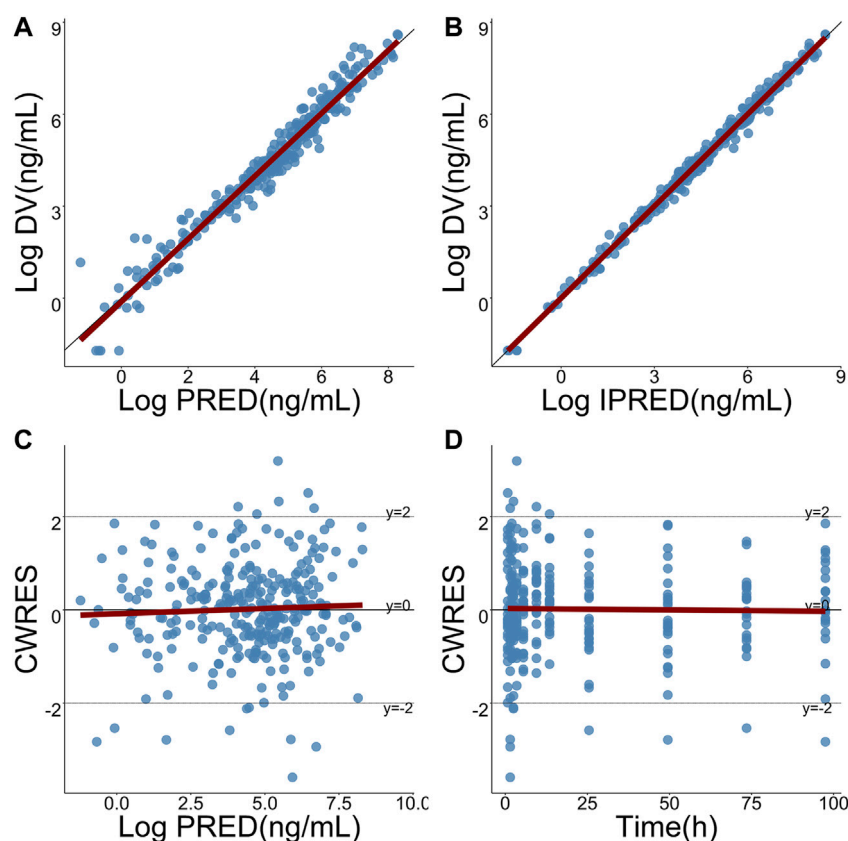 A
9
6
3
0
Log DV(ng/mL)
0
2
4
6
8
Log PRED(ng/mL)
B
9
6
3
0
Log DV(ng/mL)
0
3
6
9
Log IPRED(ng/mL)
C
2
0
-2
CWRES
y=2
y=0
y=-2
0.0
2.5
5.0
7.5
10.0
Log PRED(ng/mL)
D
2
0
-2
CWRES
y=2
y=0
y=-2
0
25
50
75
100
Time(h)